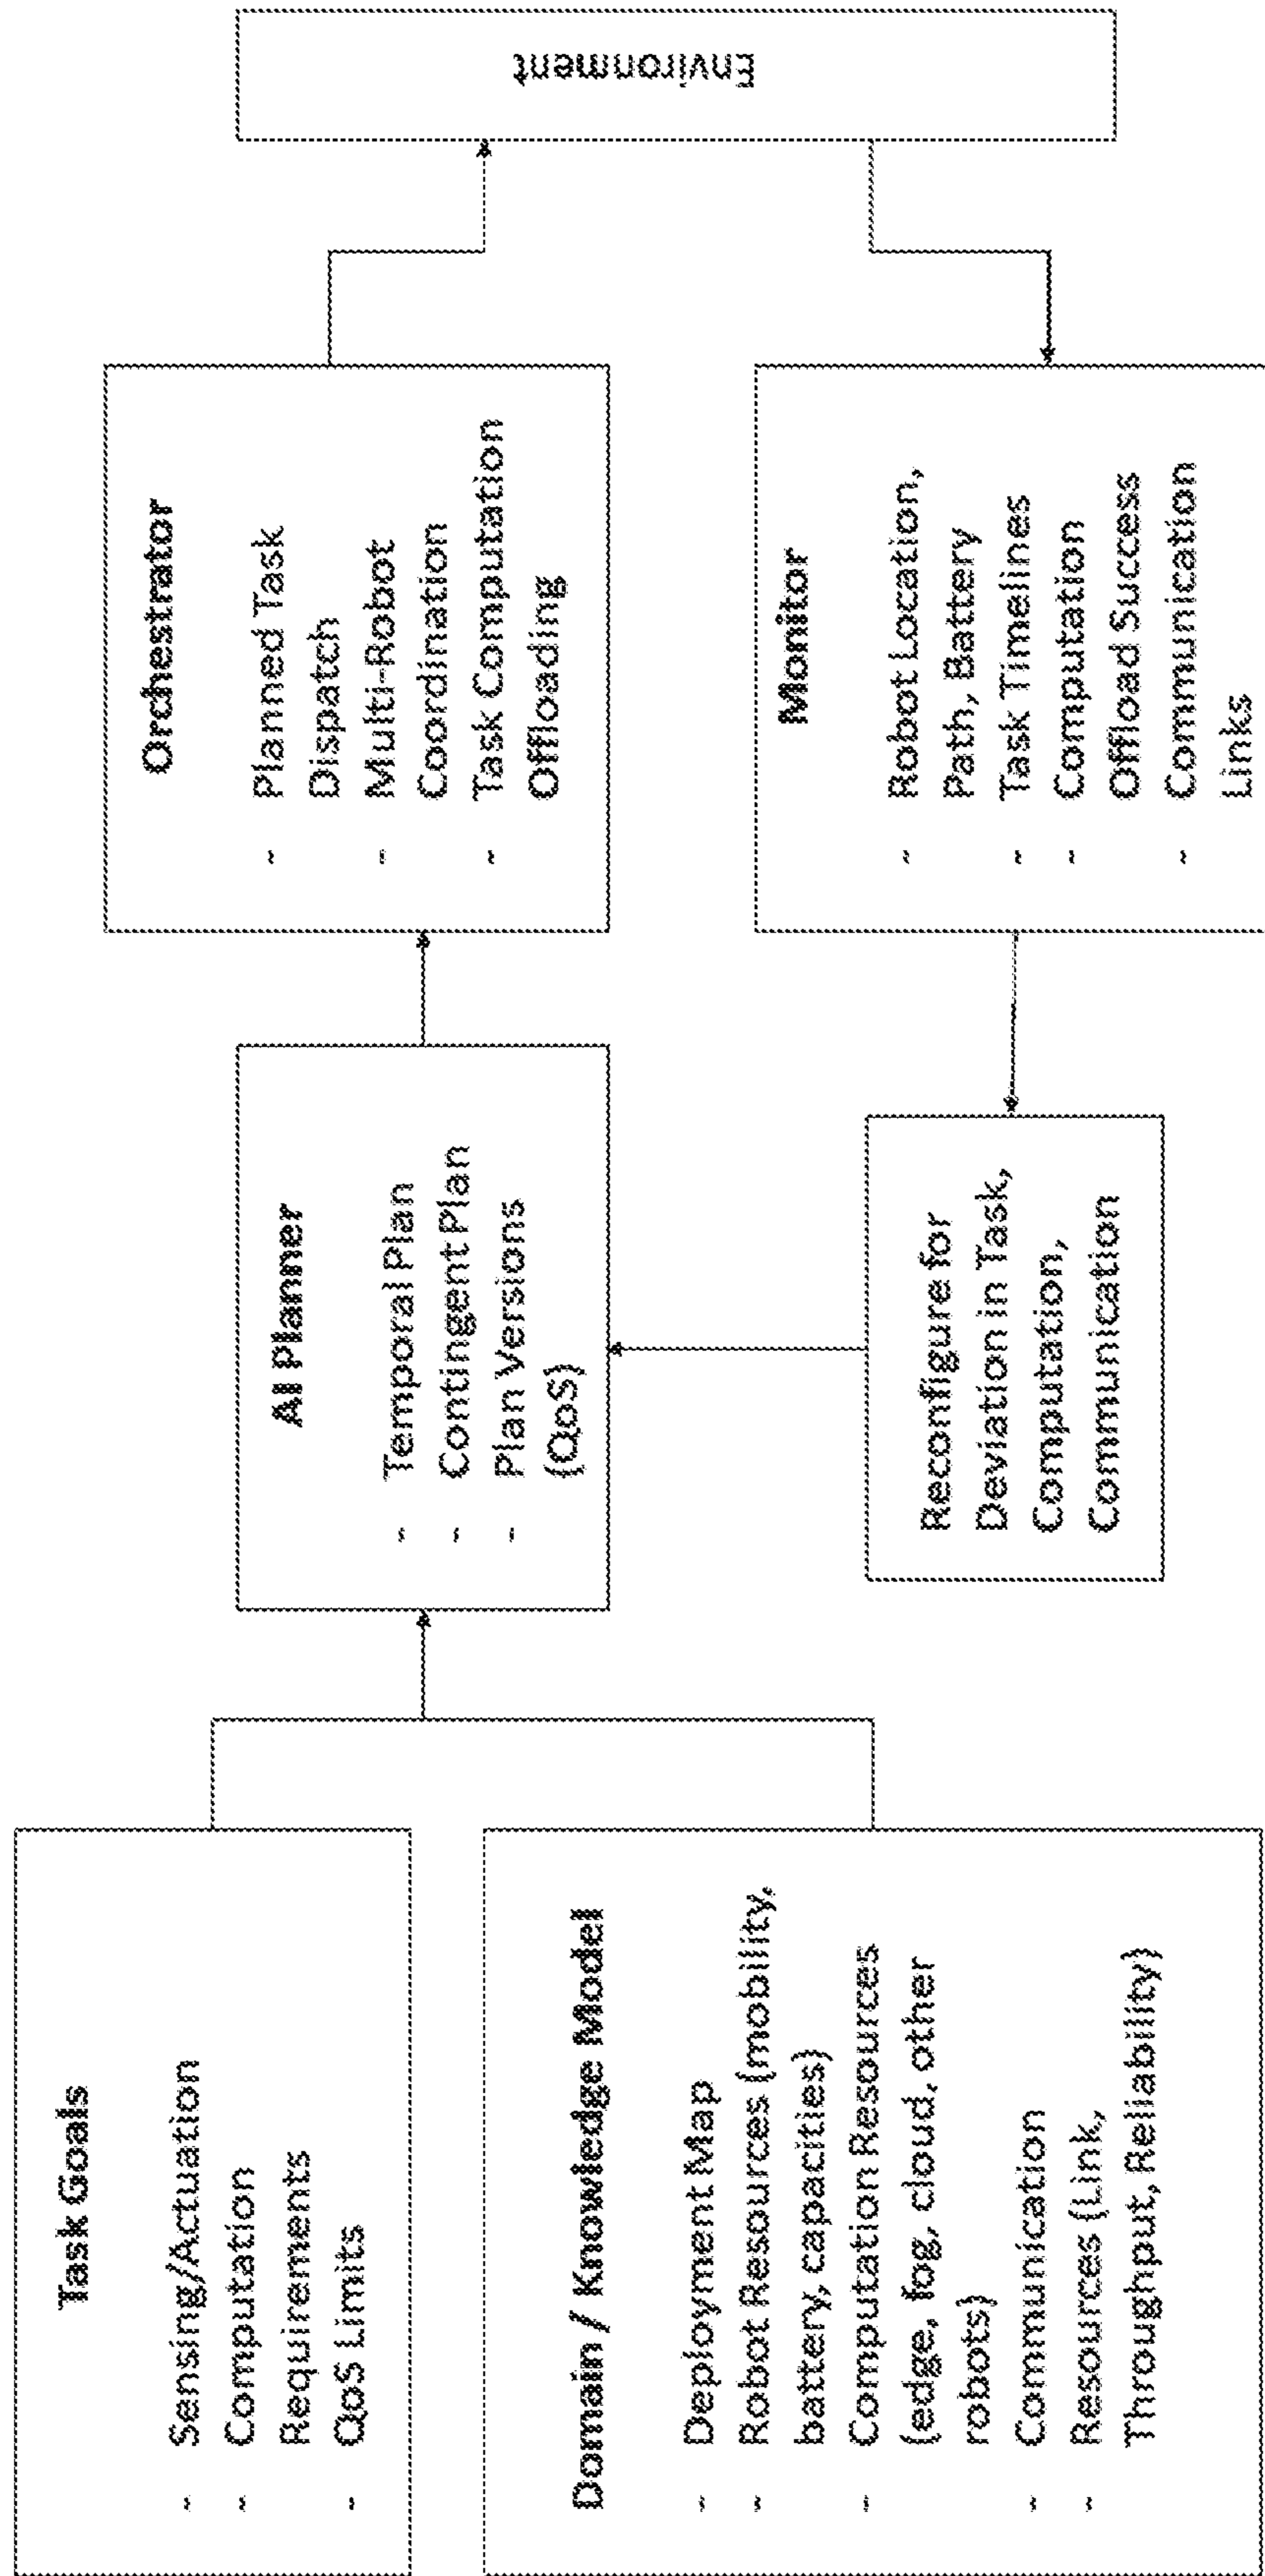 Task Goals
- Sensing/Actuation
- Computation
Requirements
- QoS Limits
Domain / Knowledge Model
- Deployment Map
- Robot Resources (mobility,
battery, capacities)
- Computation Resources
(edge, fog, cloud, other
robots)
- Communication
- Resources (Link,
Throughput, Reliability)
AI Planner
- Temporal Plan
- Contingent Plan
- Plan Versions
(QoS)
Reconfigure for
Deviation in Task,
Computation,
Communication
Orchestrator
- Planned Task
Dispatch
- Multi-Robot
Coordination
- Task Computation
Offloading
Monitor
- Robot Location,
Path, Battery
- Task Timelines
- Computation
Offload Success
- Communication
Links
Environment